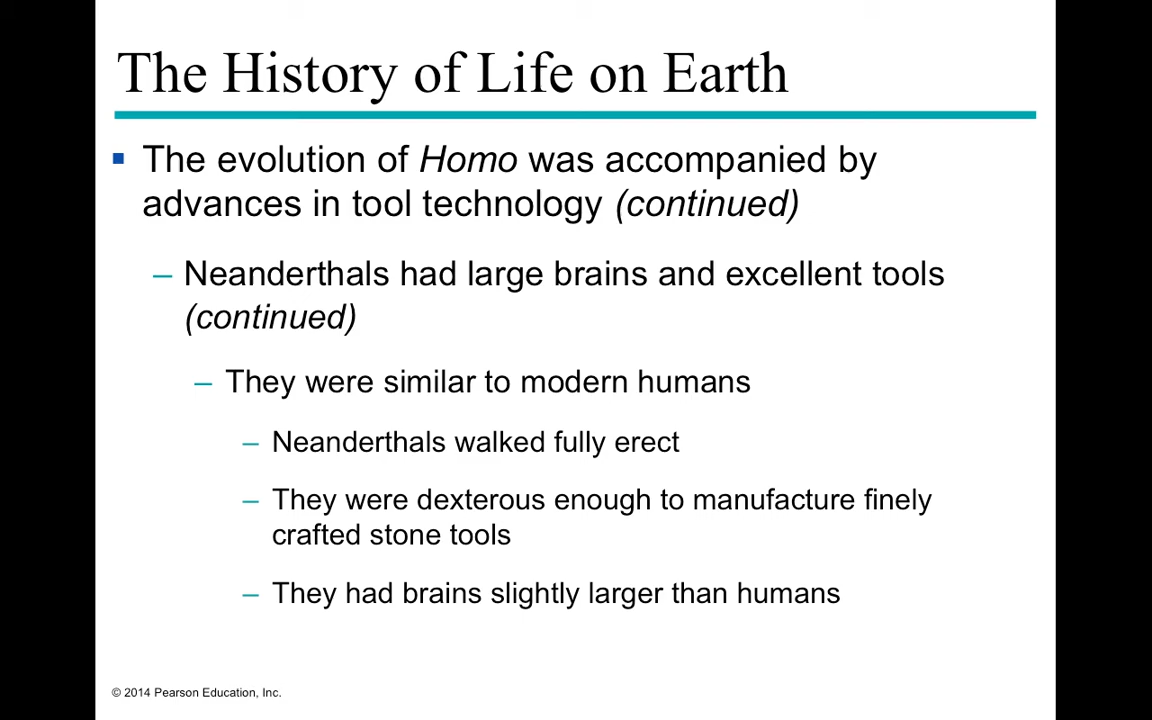 The History of Life on Earth
▪ The evolution of Homo was accompanied by
advances in tool technology (continued)
– Neanderthals had large brains and excellent tools
(continued)
– They were similar to modern humans
– Neanderthals walked fully erect
– They were dexterous enough to manufacture finely
crafted stone tools
– They had brains slightly larger than humans
© 2014 Pearson Education, Inc.